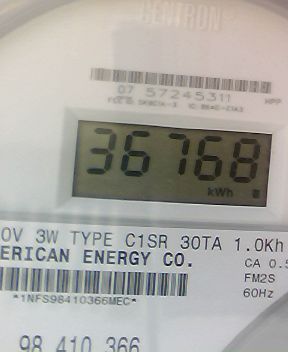 CENTRON
07 57245311
HPP
36768
kWh
0V 3W TYPE C1SR 30TA 1.0Kh
ERICAN ENERGY CO.
CA 0.5
FM2S
*1NFS98410366MEC*
60Hz
98 410 366